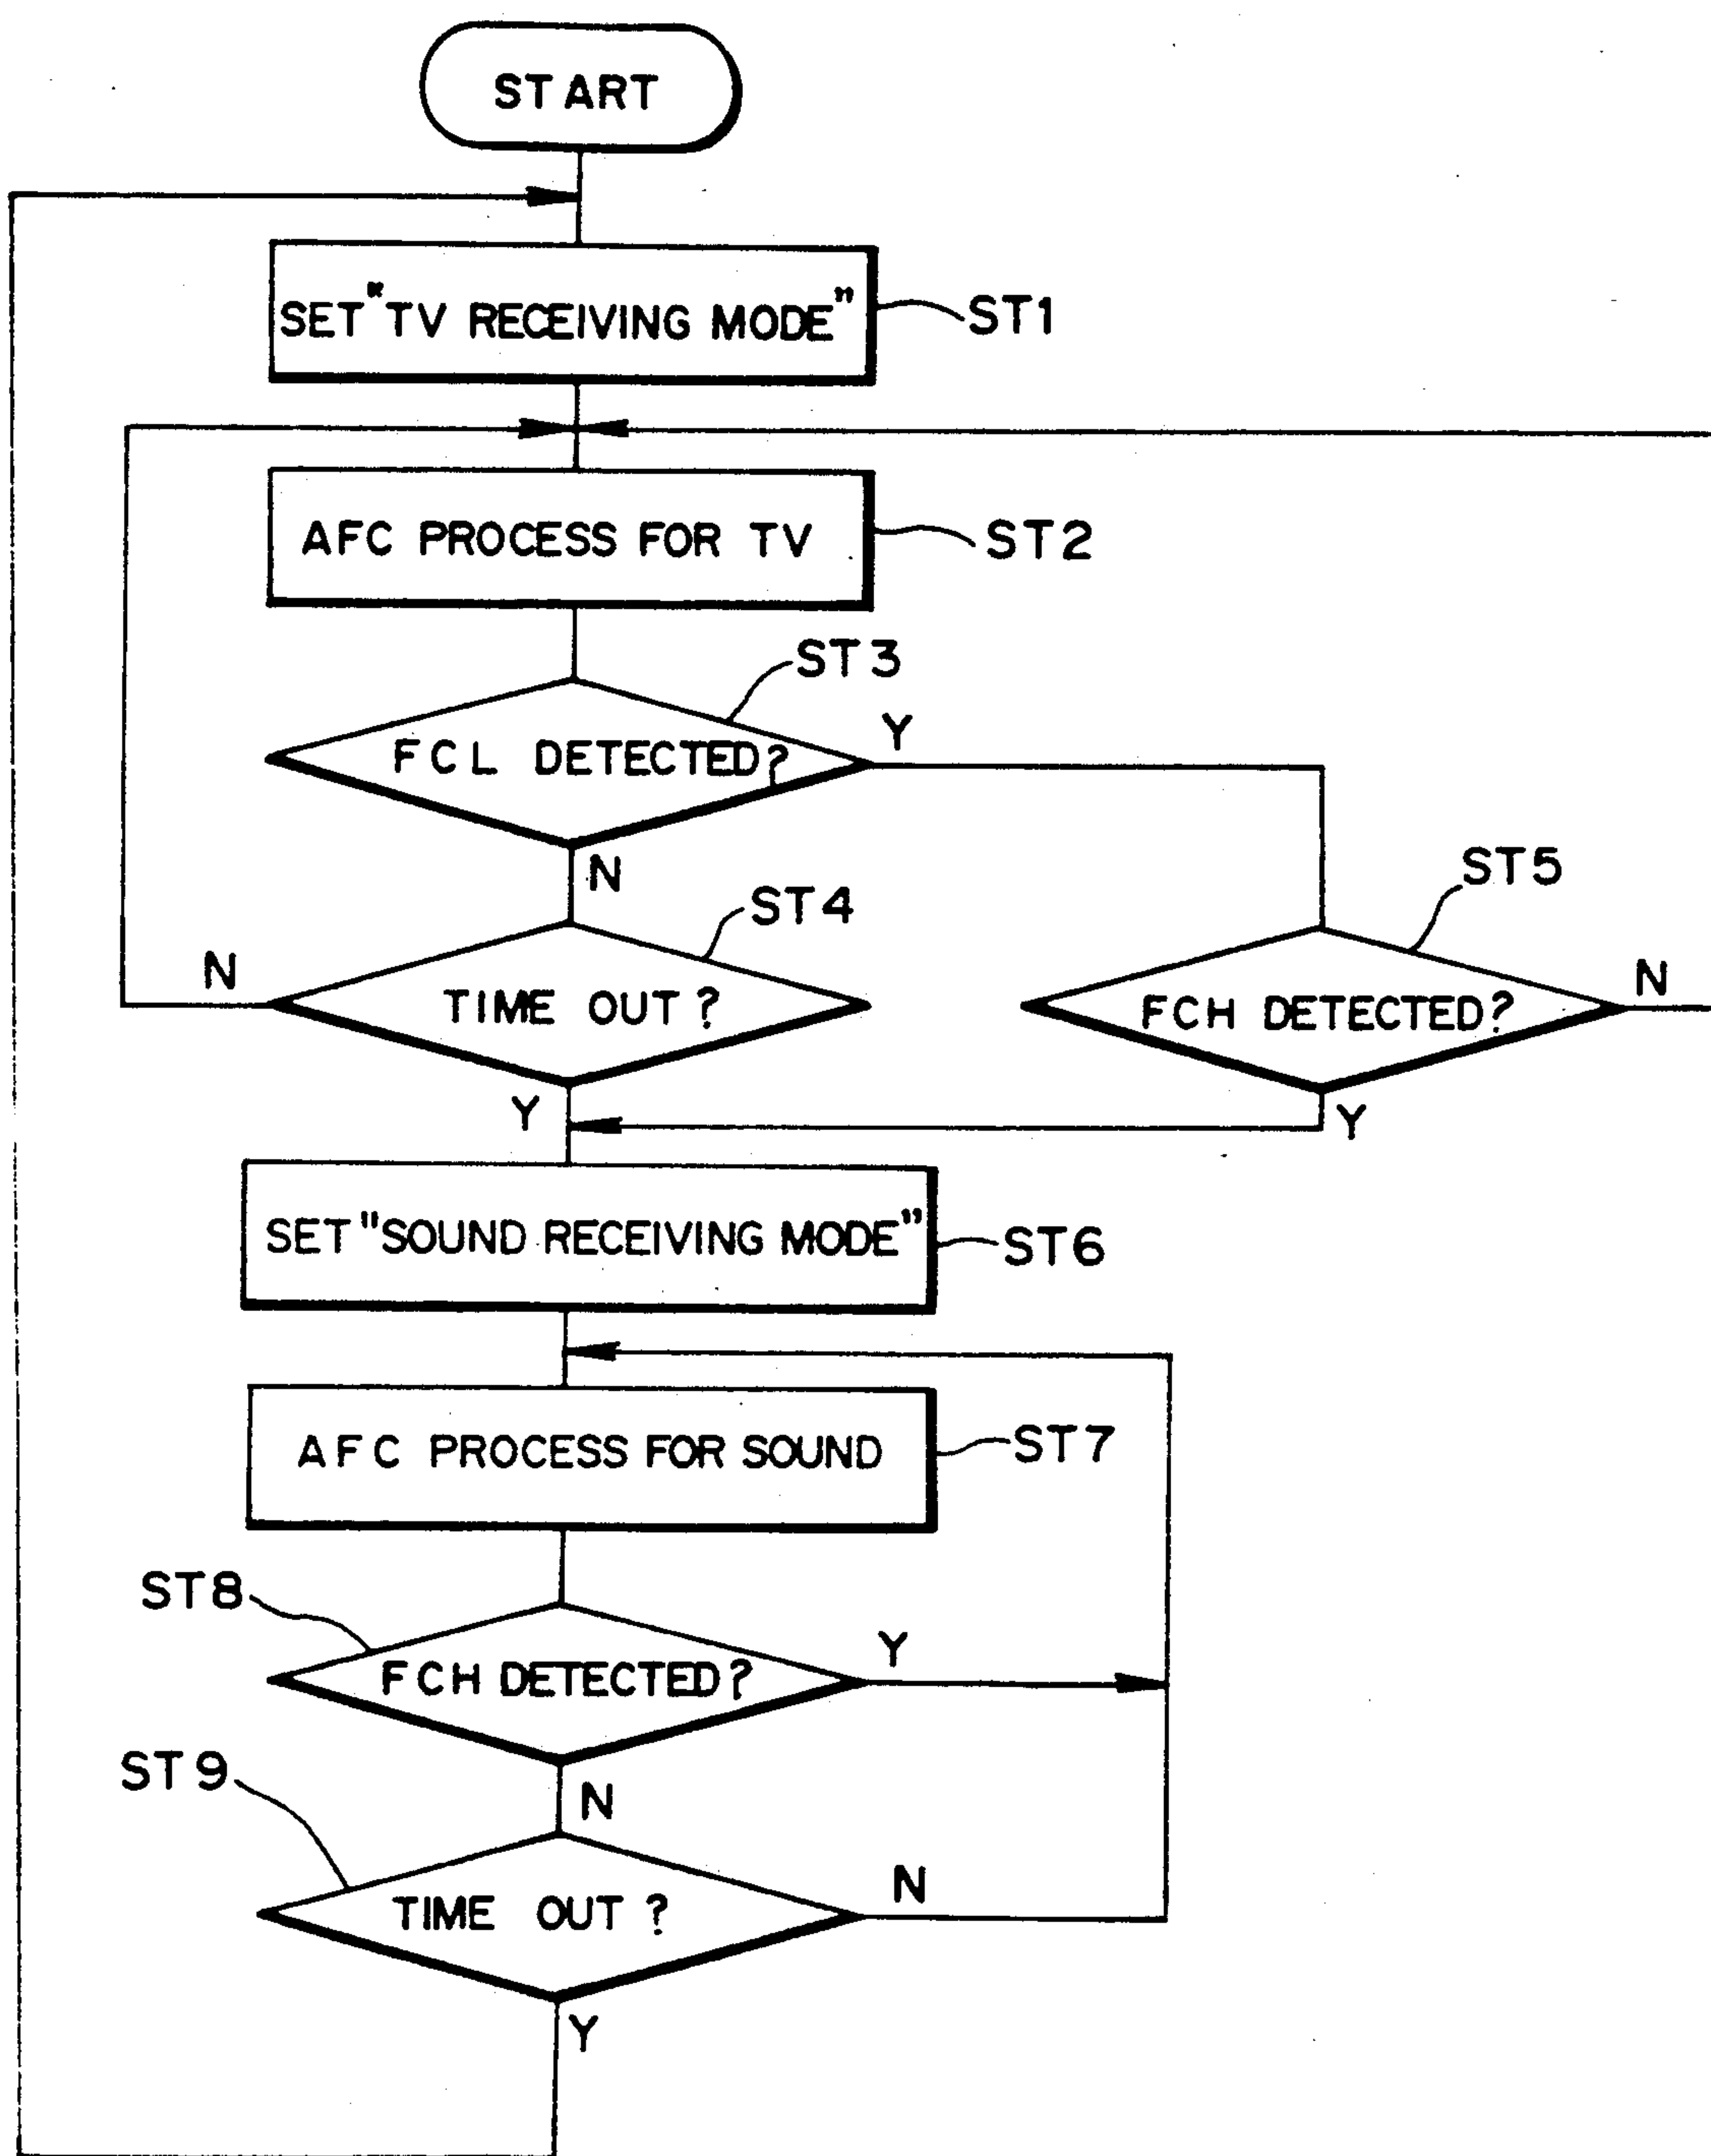 START
SET "TV RECEIVING MODE"
ST1
AFC PROCESS FOR TV
ST2
ST3
FCL DETECTED?
Y
N
ST4
ST5
N
TIME OUT?
FCH DETECTED?
N
Y
Y
SET "SOUND RECEIVING MODE"
ST6
AFC PROCESS FOR SOUND
ST7
ST8
Y
FCH DETECTED?
ST9
N
TIME OUT?
N
Y